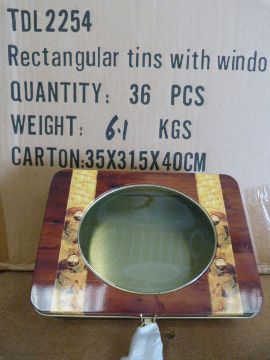 TDL2254
Rectangular tins with windo
QUANTITY: 36 PCS
WEIGHT: 6.1 KGS
CARTON:35X31.5X40CM